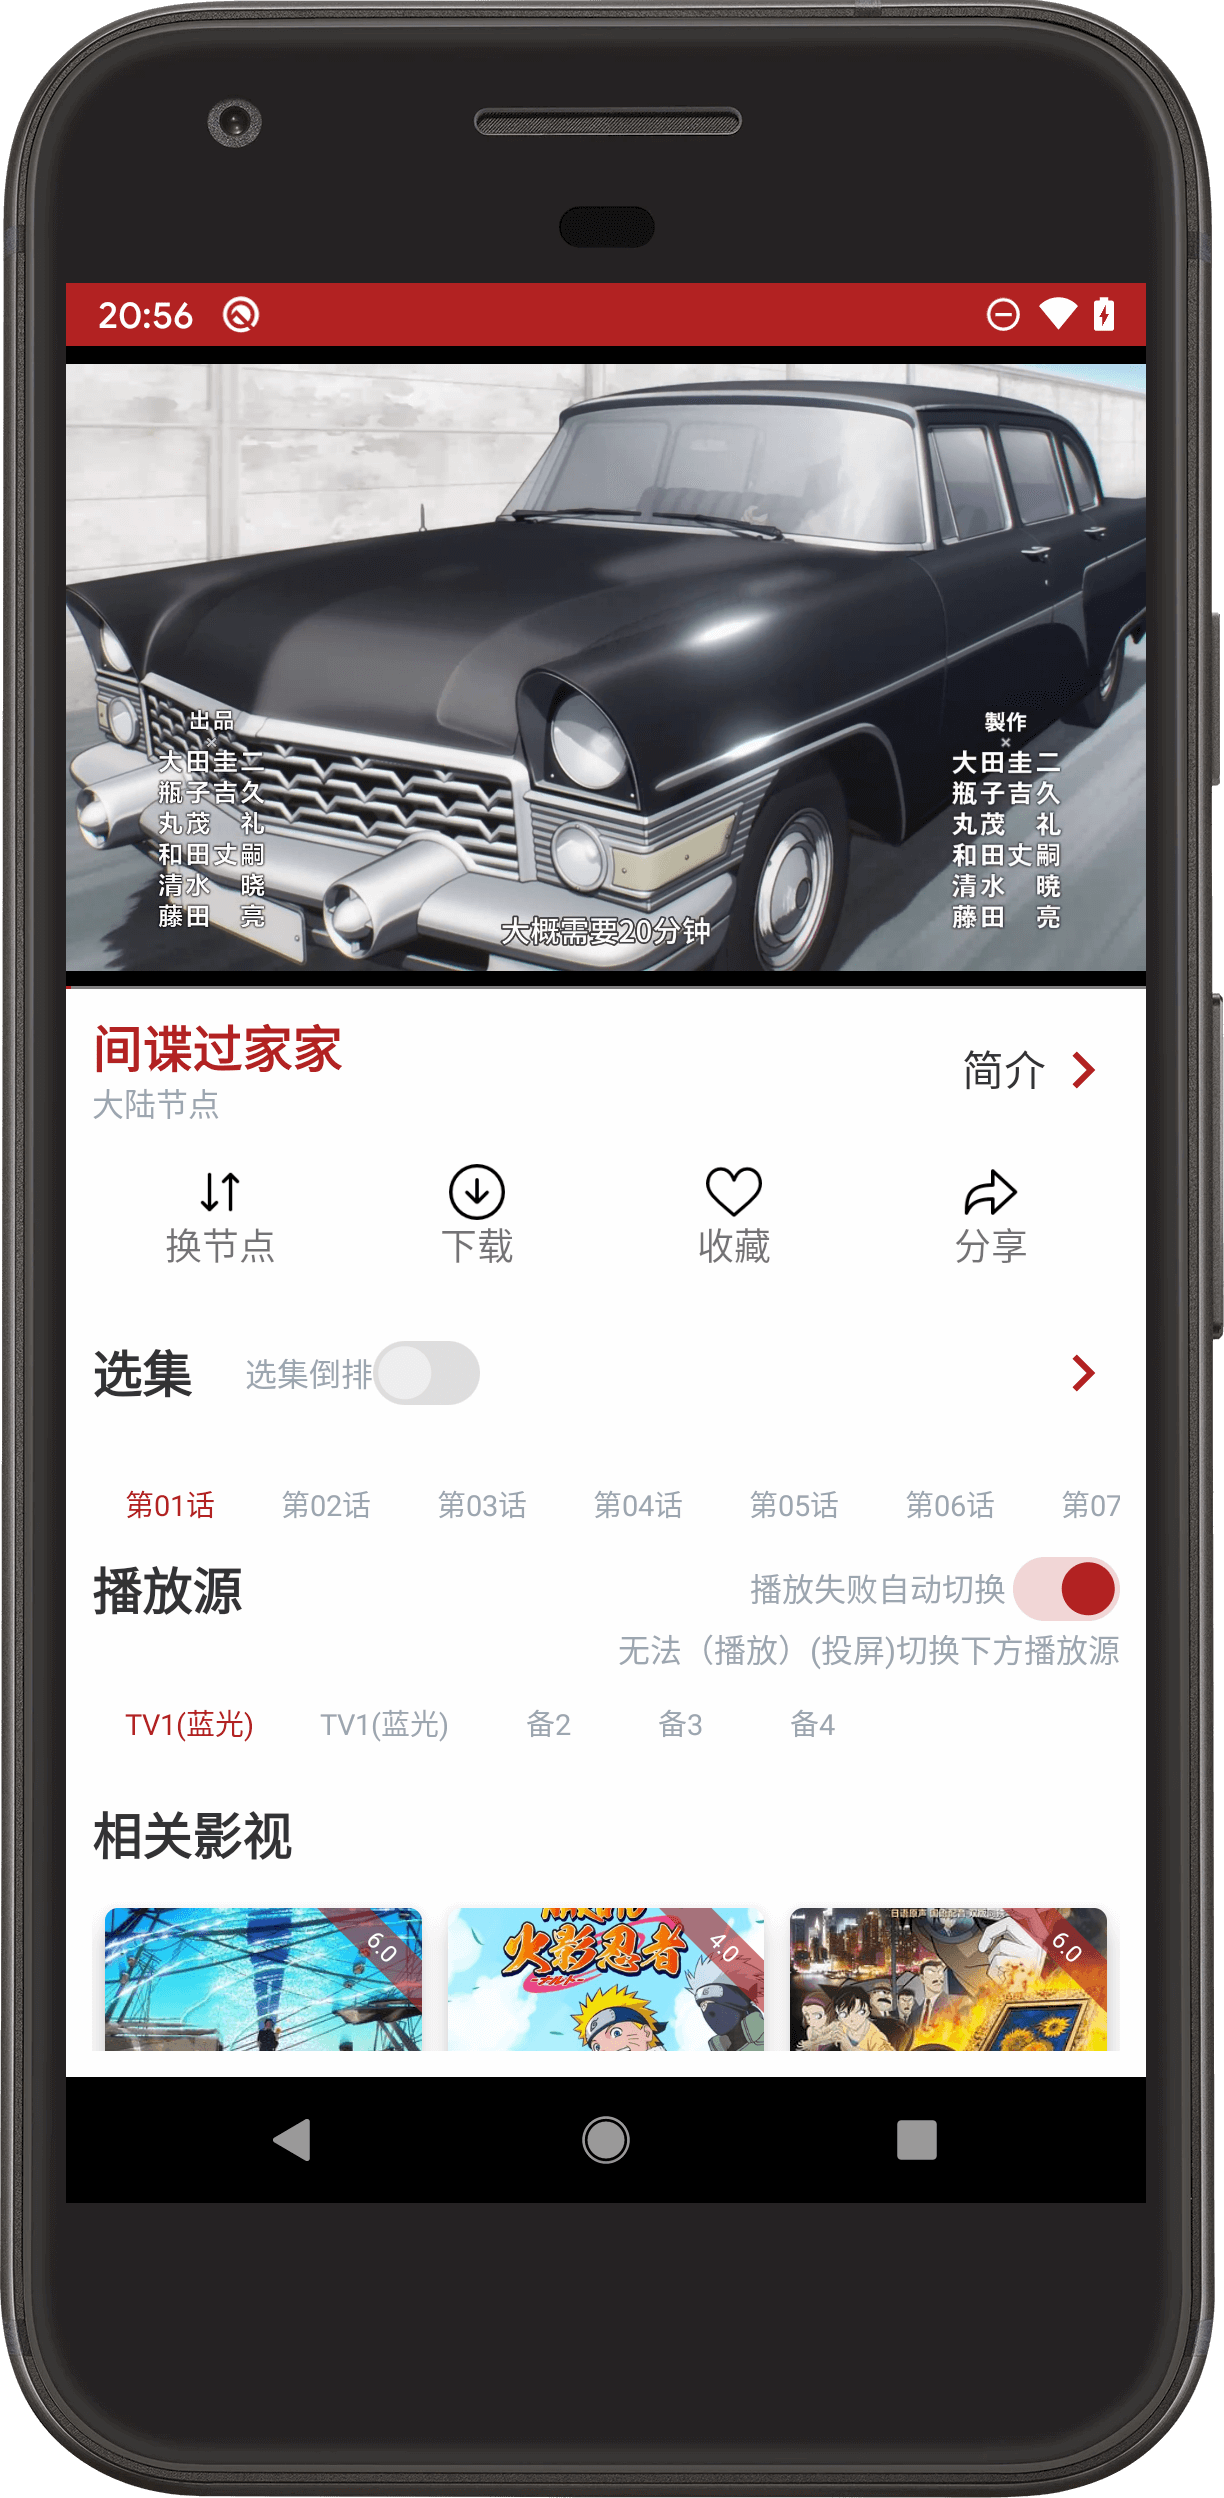 20:56
出品
×
大田圭二
瓶子吉久
丸茂 礼
和田丈嗣
清水 晓
藤田 亮
製作
×
大田圭二
瓶子吉久
丸茂 礼
和田丈嗣
清水 暁
藤田 亮
大概需要20分钟
间谍过家家
大陆节点
简介
换节点
下载
收藏
分享
选集
选集倒排
第01话
第02话
第03话
第04话
第05话
第06话
第07
播放源
播放失败自动切换
无法（播放）(投屏)切换下方播放源
TV1(蓝光)
TV1(蓝光)
备2
备3
备4
相关影视
6.0
火影忍者
ナルト
4.0
6.0